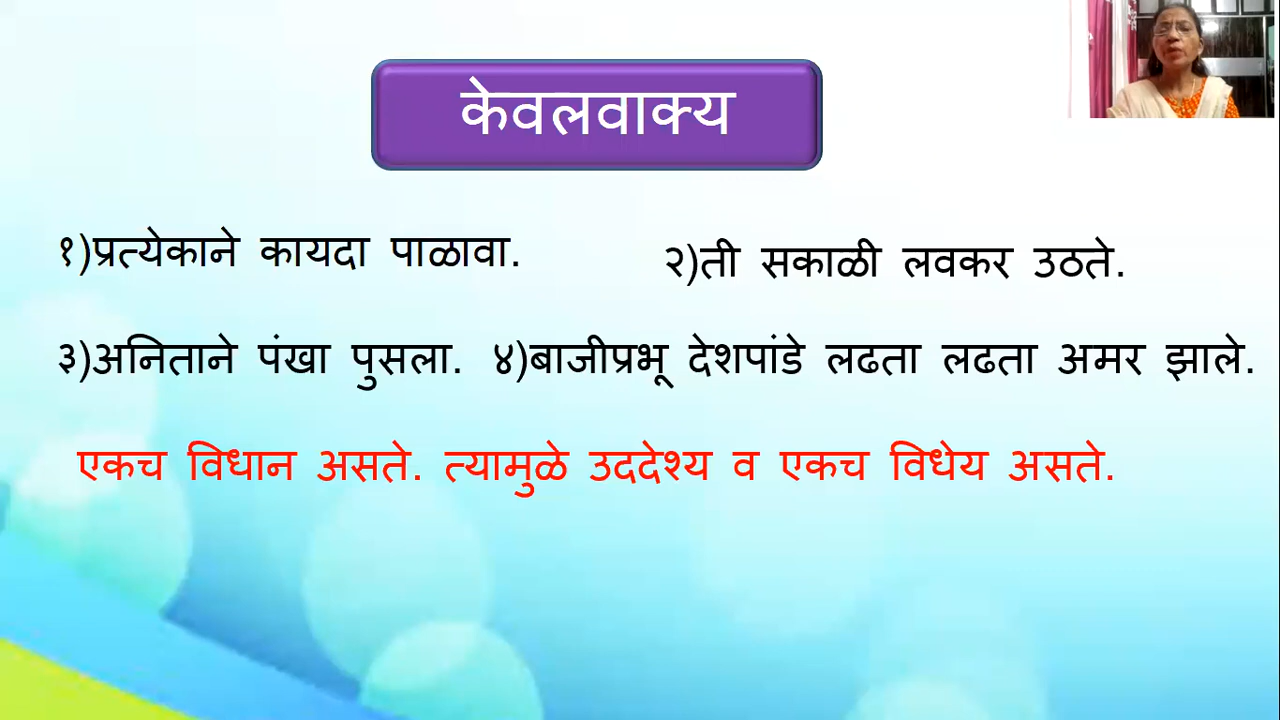 केवलवाक्य
१)प्रत्येकाने कायदा पाळावा.
२)ती सकाळी लवकर उठते.
३)अनिताने पंखा पुसला. ४)बाजीप्रभू देशपांडे लढता लढता अमर झाले.
एकच विधान असते. त्यामुळे उददेश्य व एकच विधेय असते.